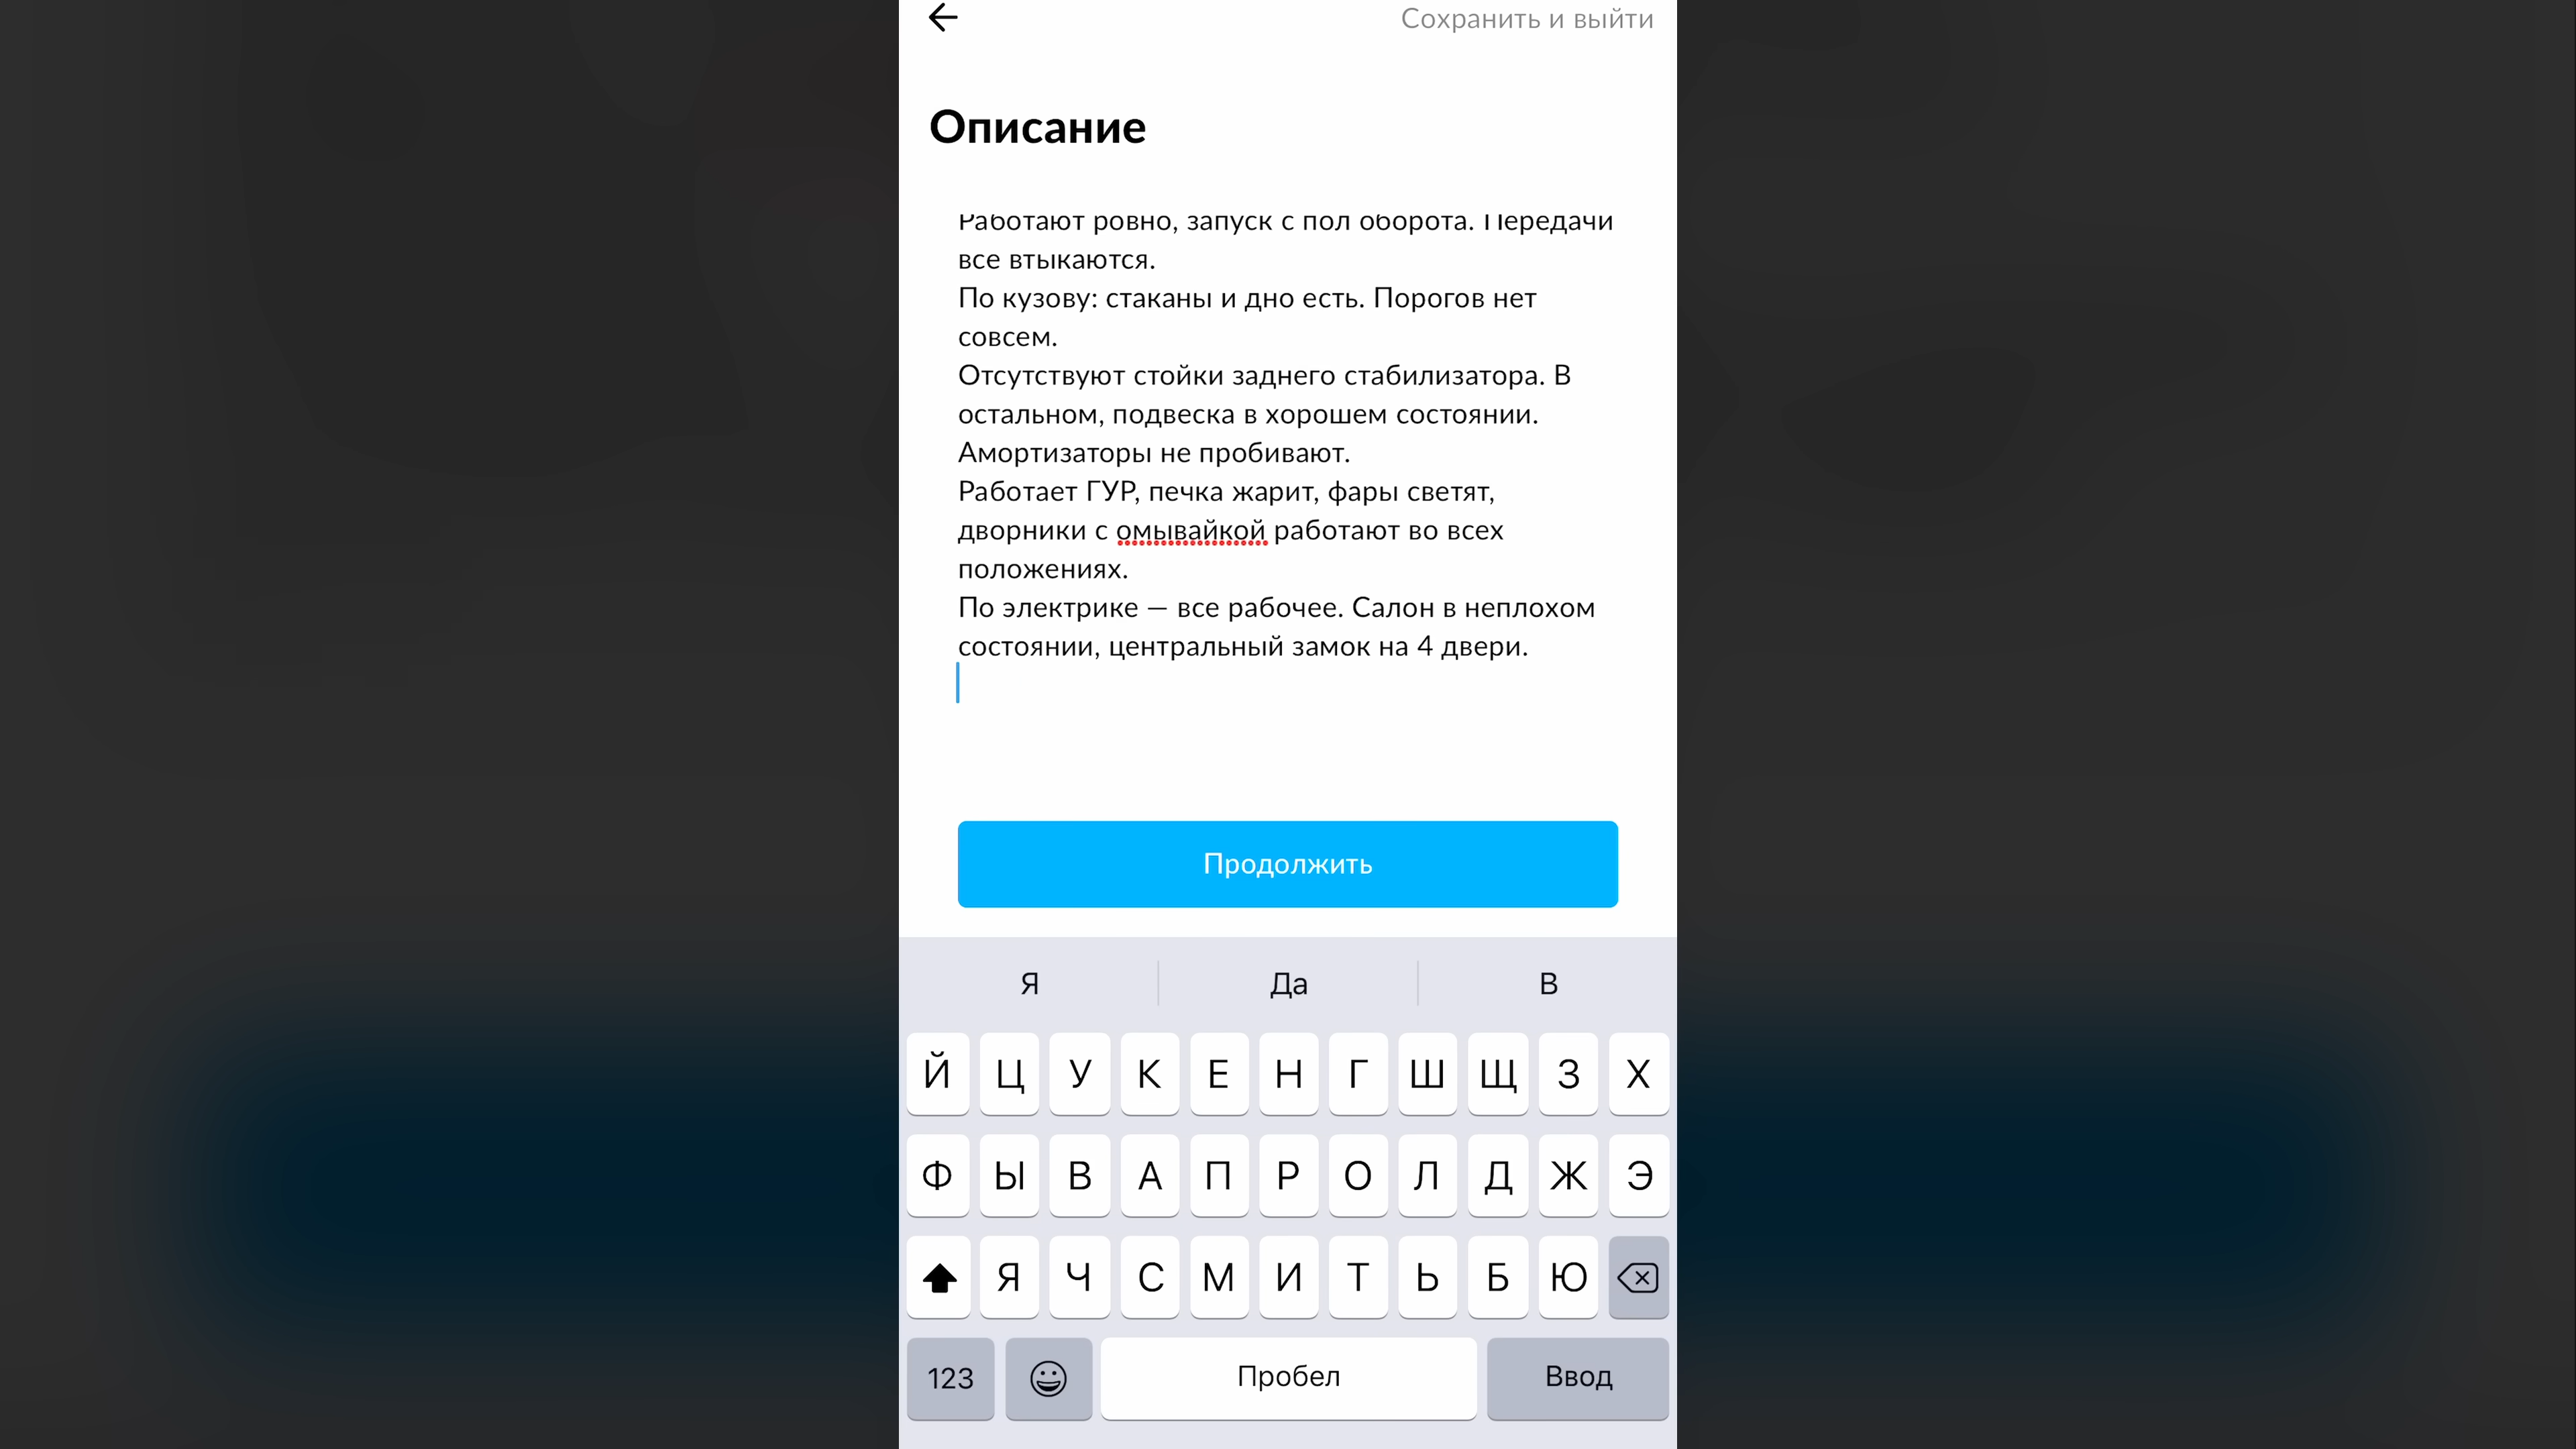 Сохранить и выйти
Описание
Работают ровно, запуск с пол оборота. Передачи
все втыкаются.
По кузову: стаканы и дно есть. Порогов нет
совсем.
Отсутствуют стойки заднего стабилизатора. В
остальном, подвеска в хорошем состоянии.
Амортизаторы не пробивают.
Работает ГУР, печка жарит, фары светят,
дворники с омывайкой работают во всех
положениях.
По электрике — все рабочее. Салон в неплохом
состоянии, центральный замок на 4 двери.
Продолжить
Я Да В
Й Ц У К Е Н Г Ш Щ З Х
Ф Ы В А П Р О Л Д Ж Э
Я Ч С М И Т Ь Б Ю
123 Пробел Ввод